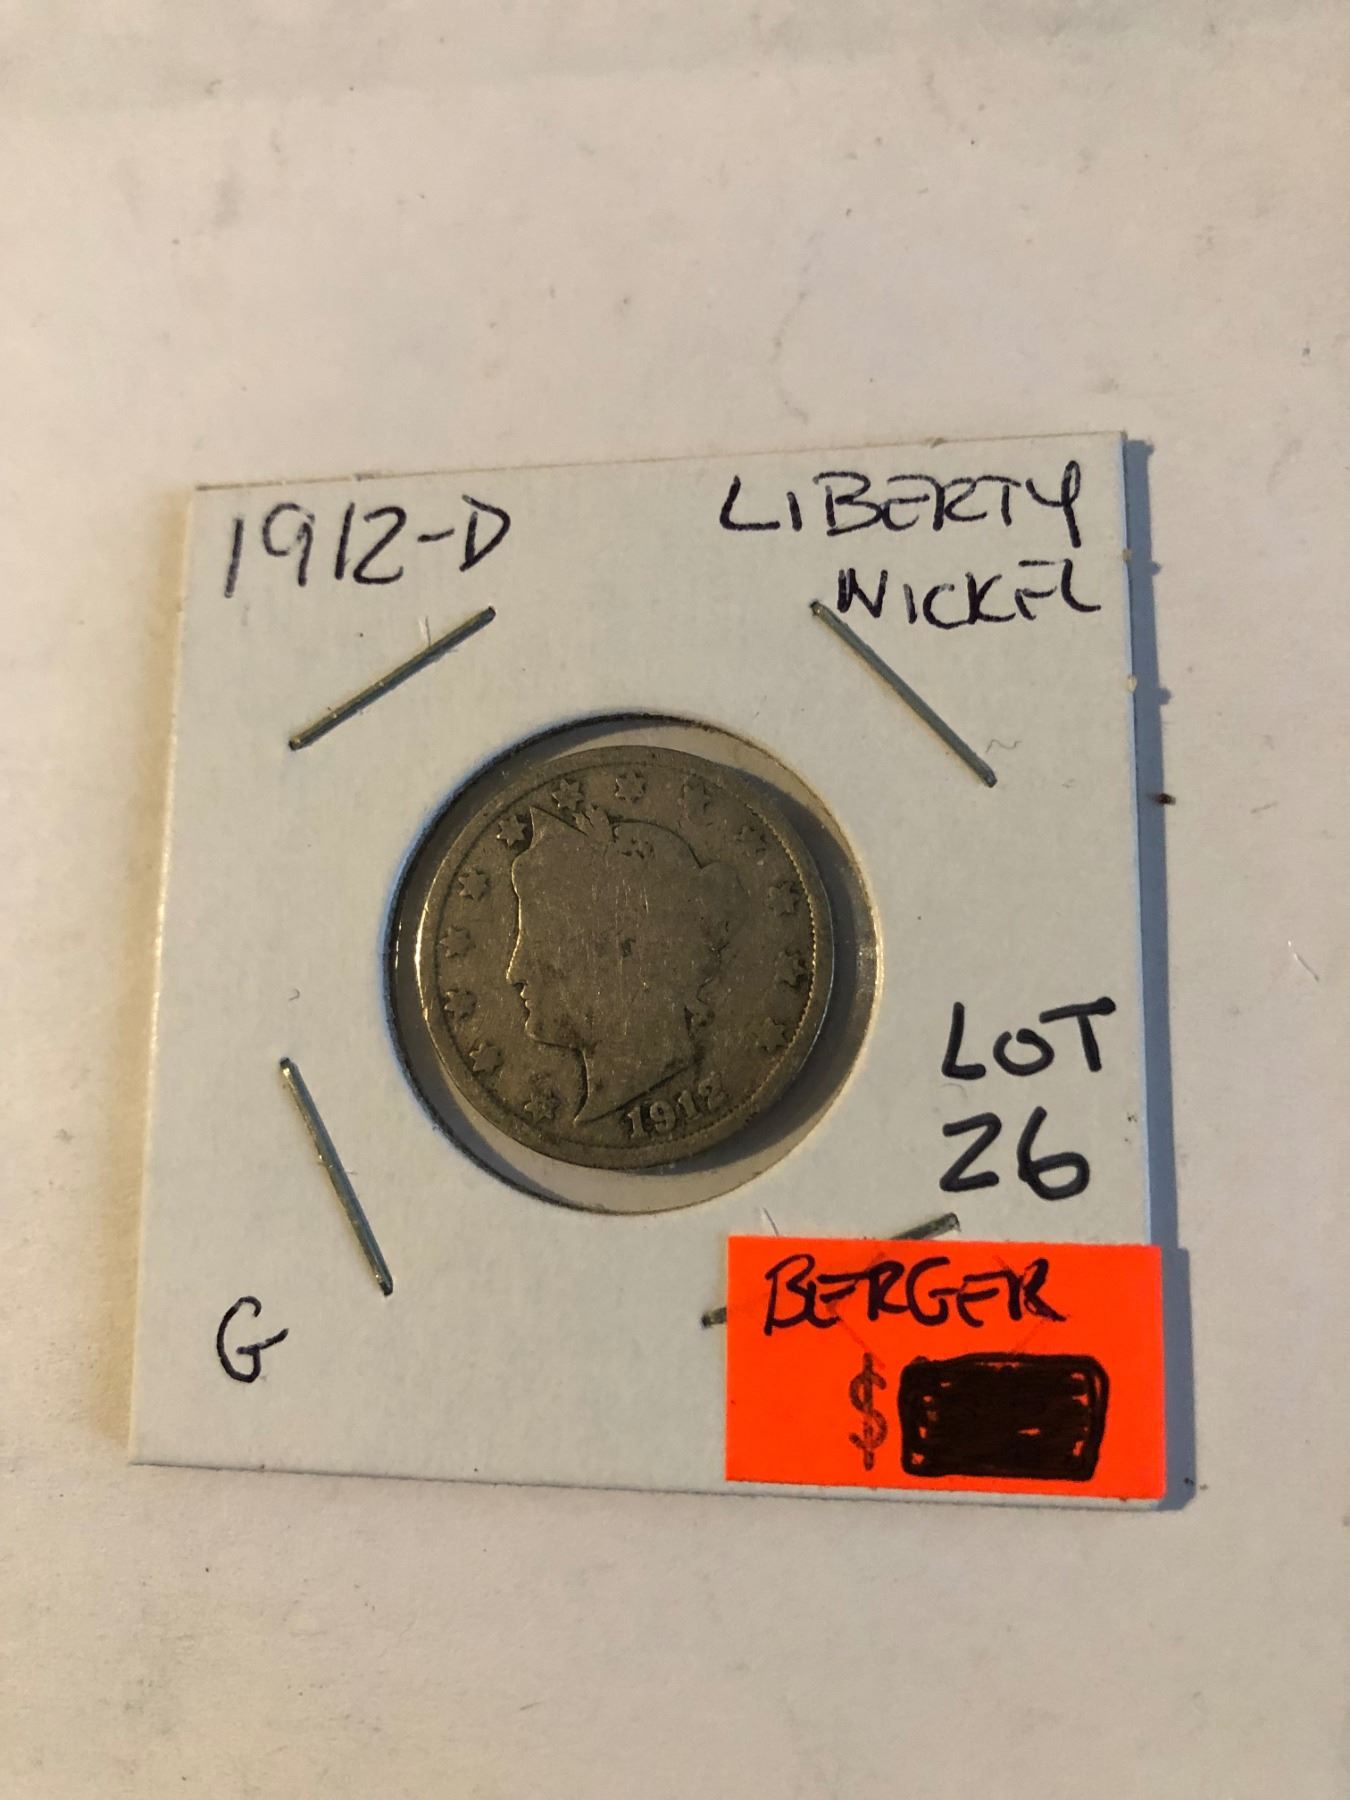 1912-D
LIBERTY
NICKEL
1912
LOT
26
G
BERGER
$